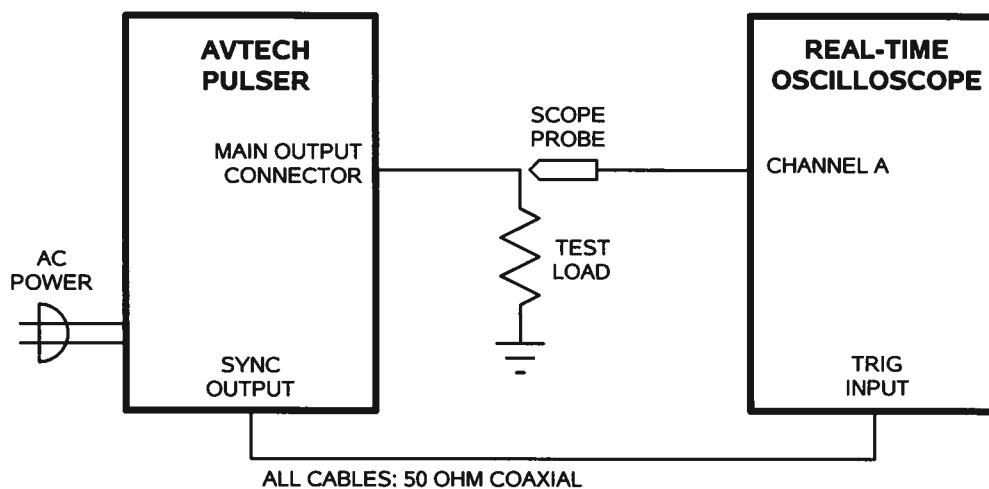 AVTECH
PULSER
REAL-TIME
OSCILLOSCOPE
SCOPE
PROBE
MAIN OUTPUT
CONNECTOR
CHANNEL A
TEST
LOAD
AC
POWER
SYNC
OUTPUT
TRIG
INPUT
ALL CABLES: 50 OHM COAXIAL